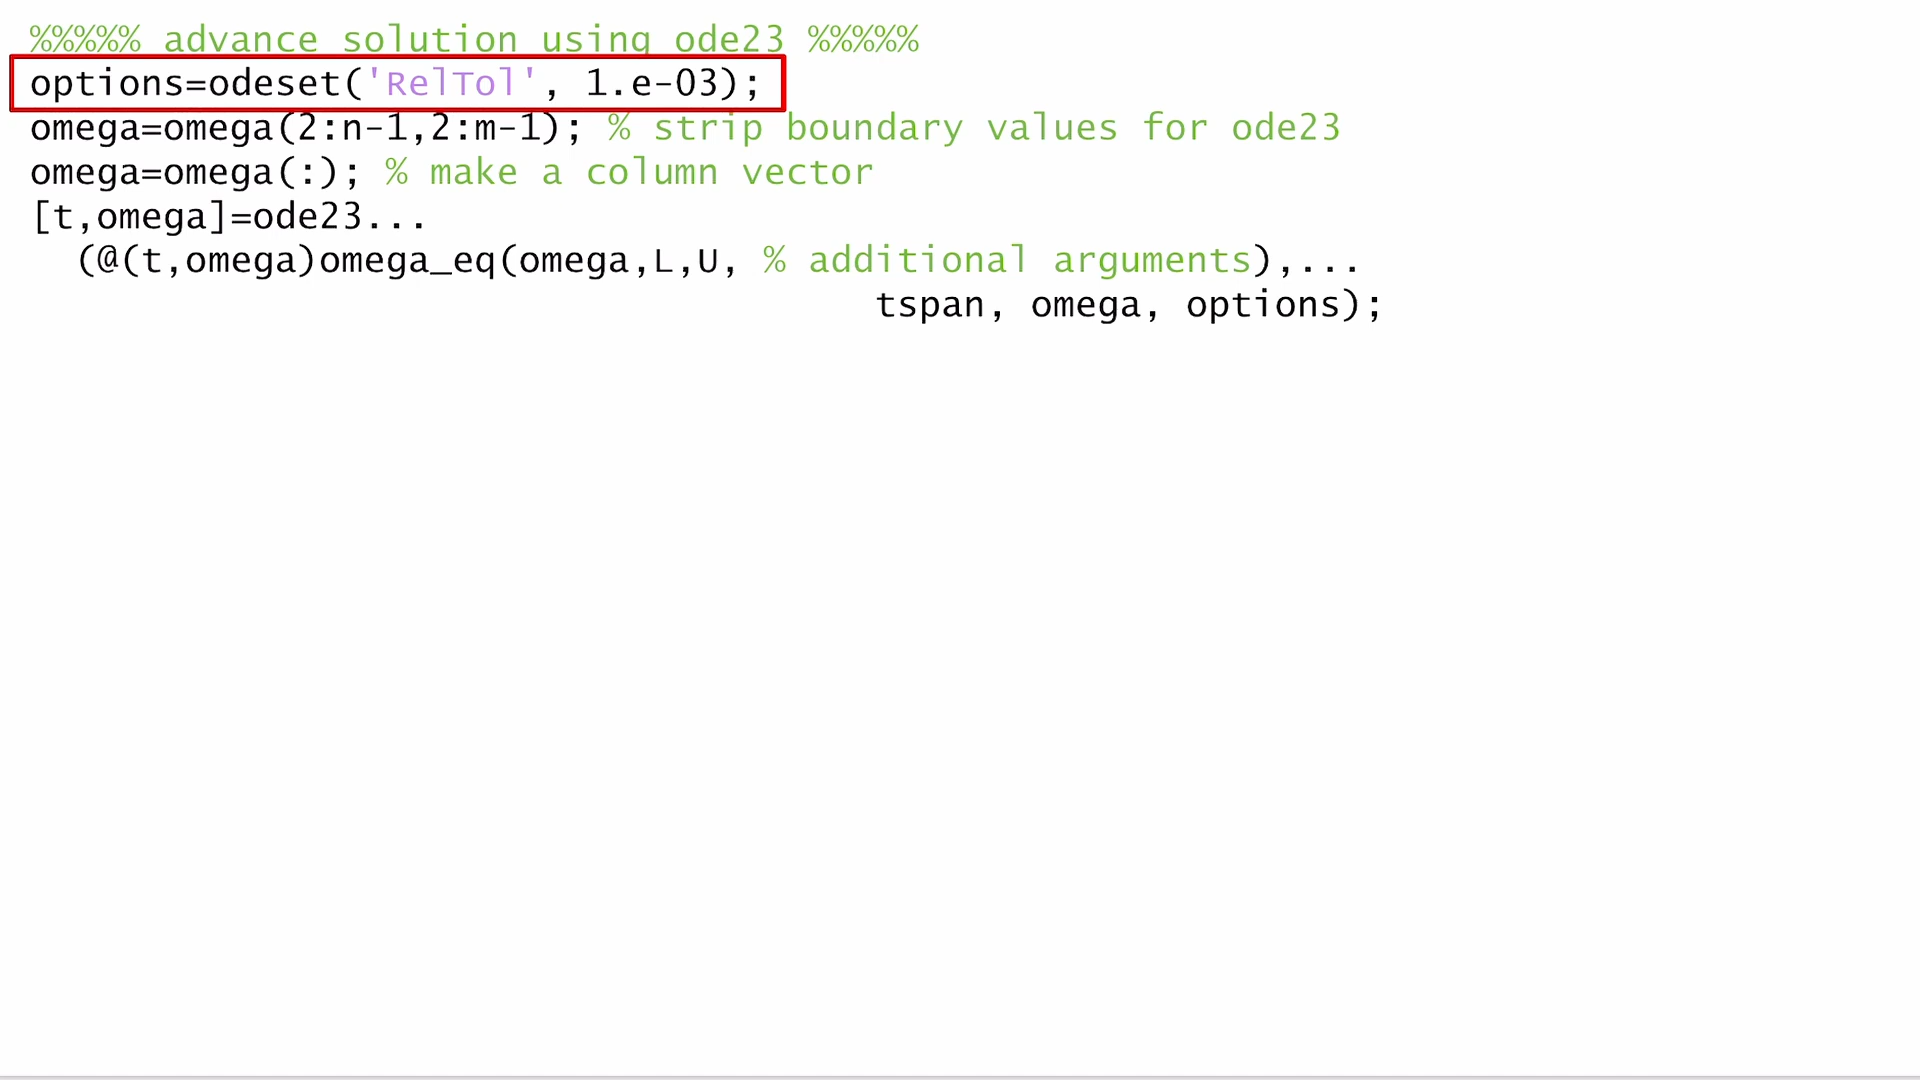 %%%%% advance solution using ode23 %%%%%
options=odeset('RelTol', 1.e-03);
omega=omega(2:n-1,2:m-1); % strip boundary values for ode23
omega=omega(:); % make a column vector
[t,omega]=ode23...
(@(t,omega)omega_eq(omega,L,U, % additional arguments),...
tspan, omega, options);